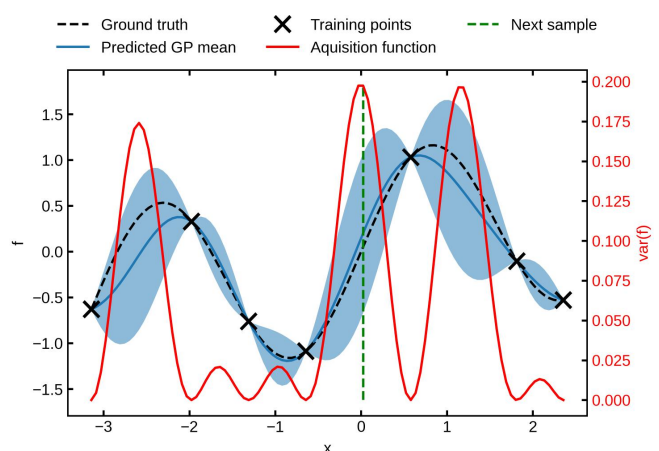 Ground truth
Training points
Next sample
Predicted GP mean
Aquisition function
1.5
1.0
0.5
0.0
−0.5
−1.0
−1.5
f
0.200
0.175
0.150
0.125
0.100
0.075
0.050
0.025
0.000
var(f)
−3 −2 −1 0 1 2
x